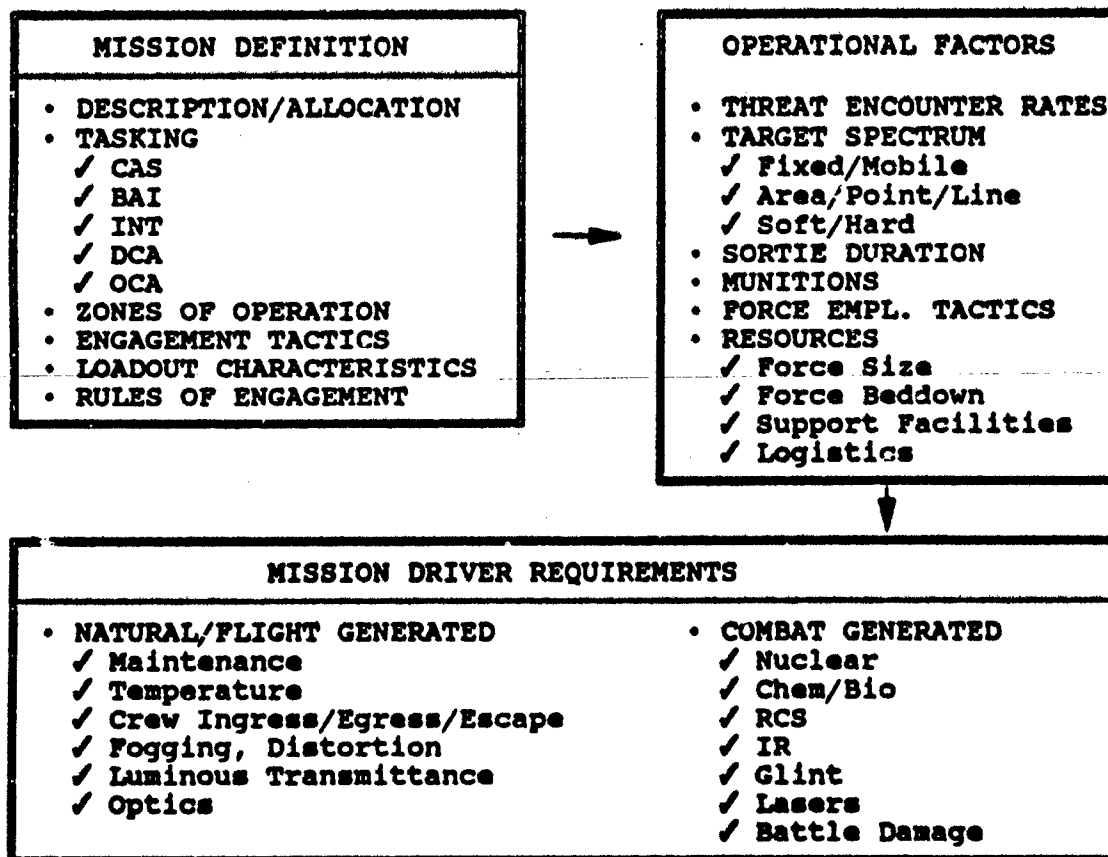 MISSION DEFINITION
• DESCRIPTION/ALLOCATION
• TASKING
✓ CAS
✓ BAI
✓ INT
✓ DCA
✓ OCA
• ZONES OF OPERATION
• ENGAGEMENT TACTICS
• LOADOUT CHARACTERISTICS
• RULES OF ENGAGEMENT
OPERATIONAL FACTORS
• THREAT ENCOUNTER RATES
• TARGET SPECTRUM
✓ Fixed/Mobile
✓ Area/Point/Line
✓ Soft/Hard
• SORTIE DURATION
• MUNITIONS
• FORCE EMPL. TACTICS
• RESOURCES
✓ Force Size
✓ Force Beddown
✓ Support Facilities
✓ Logistics
MISSION DRIVER REQUIREMENTS
• NATURAL/FLIGHT GENERATED
✓ Maintenance
✓ Temperature
✓ Crew Ingress/Egress/Escape
✓ Fogging, Distortion
✓ Luminous Transmittance
✓ Optics
• COMBAT GENERATED
✓ Nuclear
✓ Chem/Bio
✓ RCS
✓ IR
✓ Glint
✓ Lasers
✓ Battle Damage